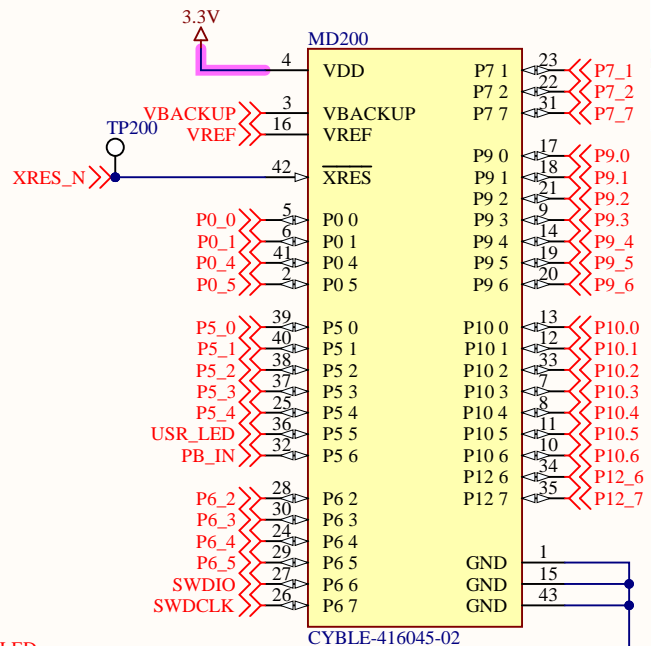 3.3V
MD200
4 VDD P7 1 23 P7_1
P7 2 22 P7_2
VBACKUP 3 VBACKUP P7 7 31 P7_7
VREF 16 VREF
TP200
P9 0 17 P9.0
XRES_N 42 XRES P9 1 18 P9.1
P9 2 21 P9.2
P0_0 5 P0 0 P9 3 9 P9.3
P0_1 6 P0 1 P9 4 14 P9_4
P0_4 41 P0 4 P9 5 19 P9_5
P0_5 2 P0 5 P9 6 20 P9_6
P5_0 39 P5 0 P10 0 13 P10.0
P5_1 40 P5 1 P10 1 12 P10.1
P5_2 38 P5 2 P10 2 33 P10.2
P5_3 37 P5 3 P10 3 7 P10.3
P5_4 25 P5 4 P10 4 8 P10.4
USR_LED 36 P5 5 P10 5 11 P10.5
PB_IN 32 P5 6 P10 6 10 P10.6
P12 6 34 P12_6
P6_2 28 P6 2 P12 7 35 P12_7
P6_3 30 P6 3
P6_4 24 P6 4
P6_5 29 P6 5 GND 1
SWDIO 27 P6 6 GND 15
SWDCLK 26 P6 7 GND 43
CYBLE-416045-02